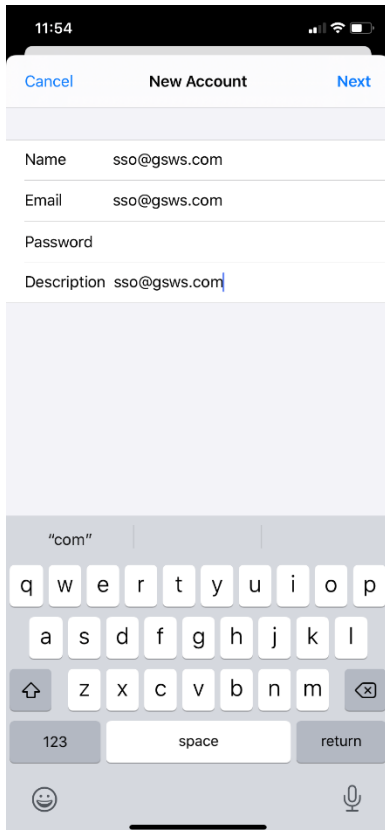 11:54
Cancel New Account Next
Name sso@gsws.com
Email sso@gsws.com
Password
Description sso@gsws.com
“com”
q w e r t y u i o p
a s d f g h j k l
z x c v b n m
123 space return